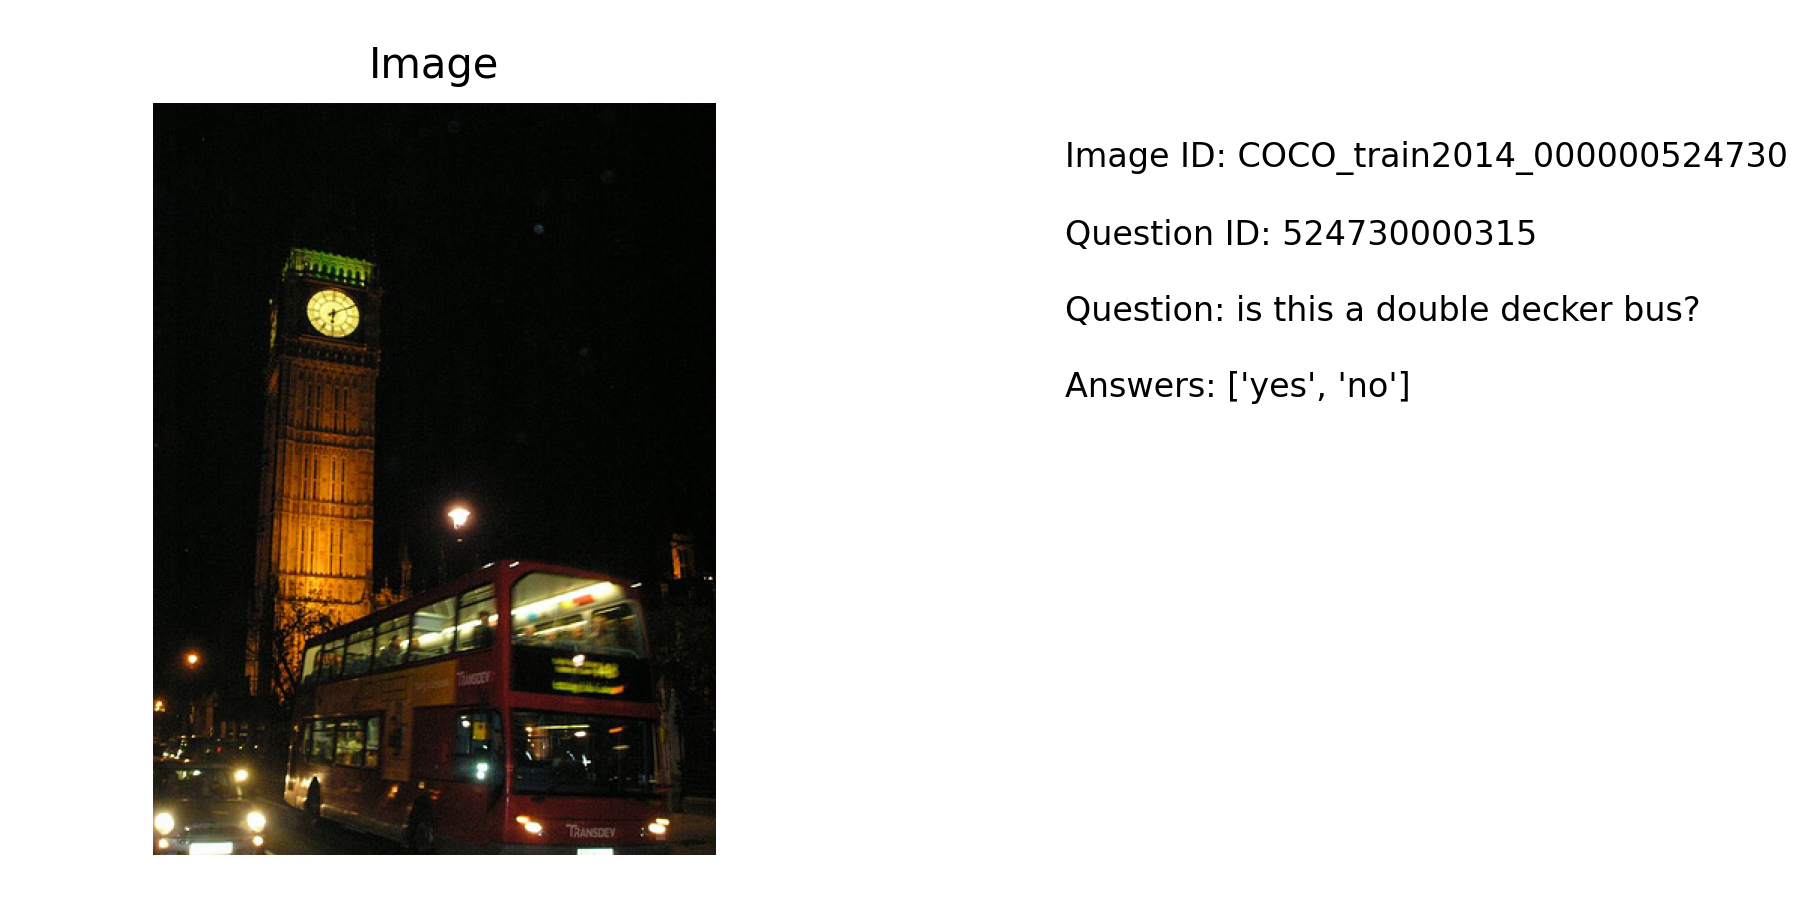 Image
Image ID: COCO_train2014_000000524730
Question ID: 524730000315
Question: is this a double decker bus?
Answers: ['yes', 'no']
TRANSDEV
TRANSDEV